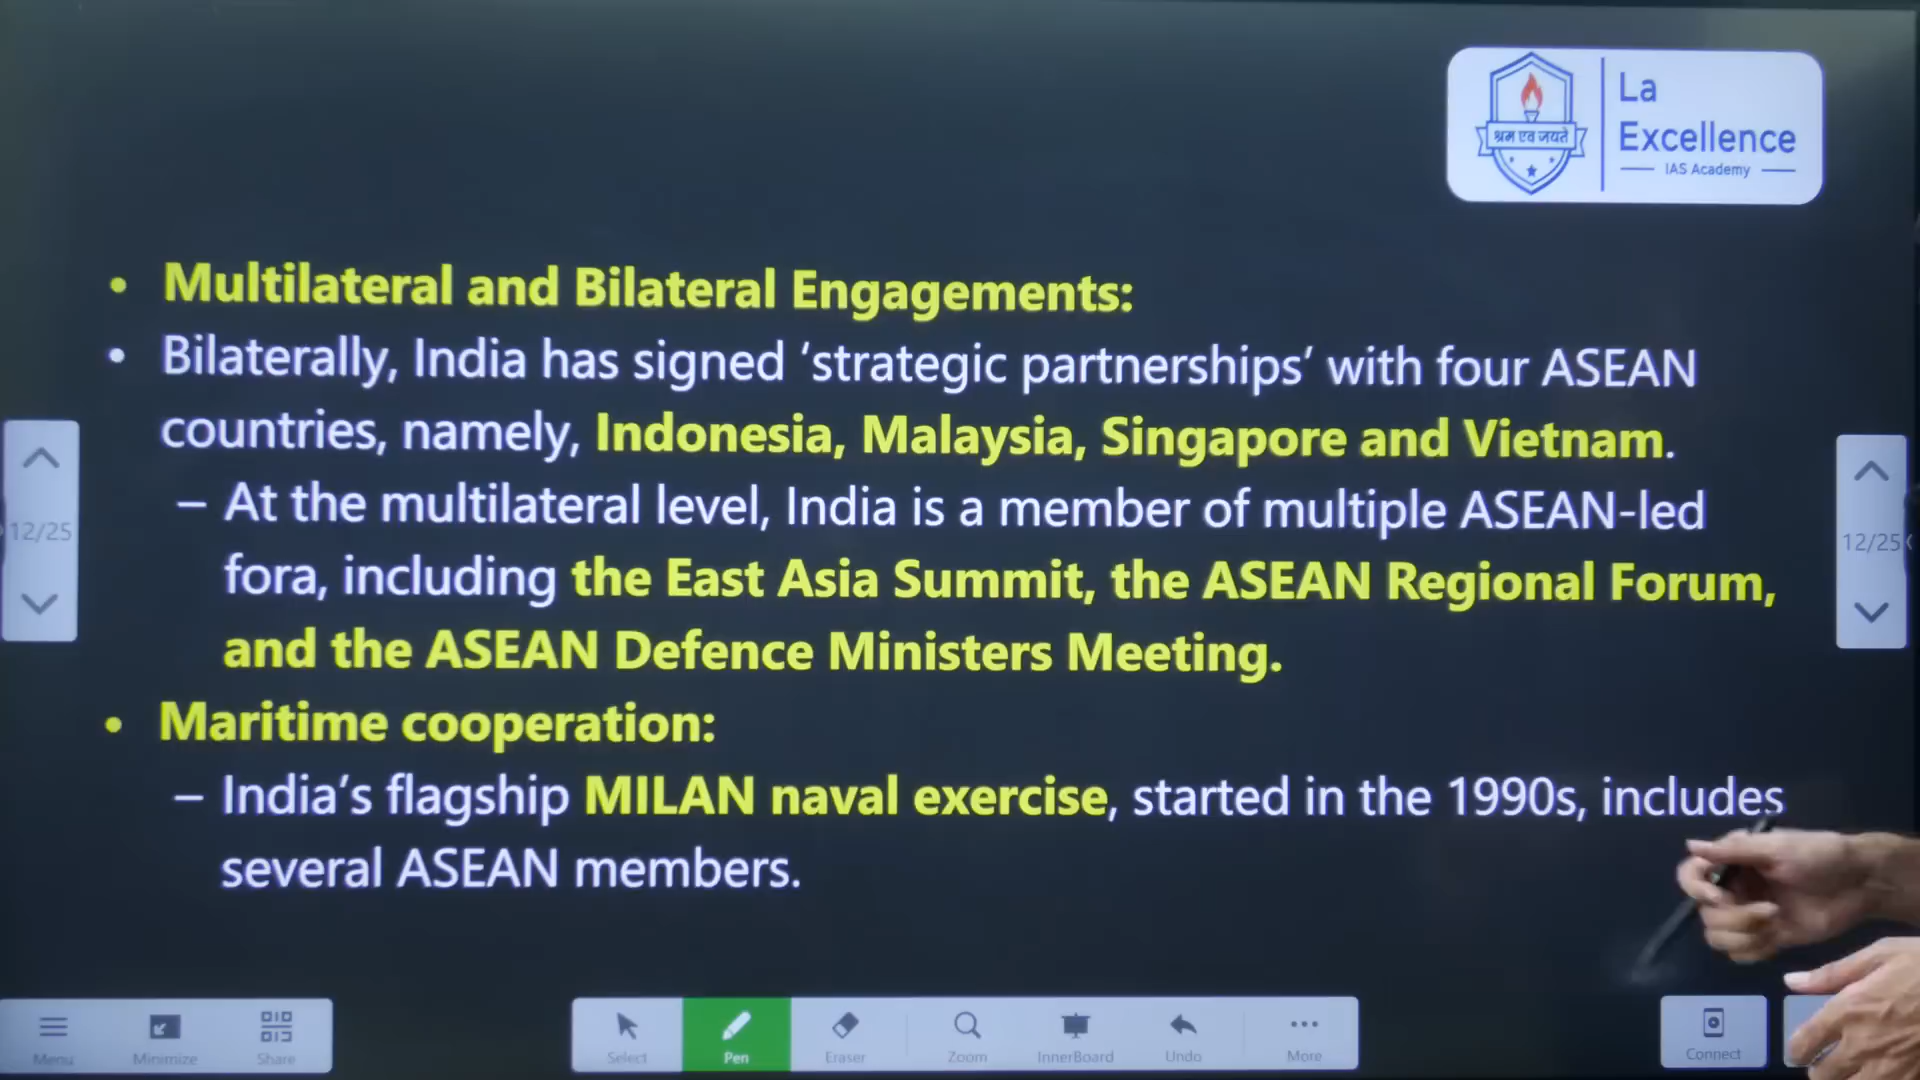 La
Excellence
IAS Academy
श्रम एव जयते
• Multilateral and Bilateral Engagements:
• Bilaterally, India has signed ‘strategic partnerships’ with four ASEAN
countries, namely, Indonesia, Malaysia, Singapore and Vietnam.
– At the multilateral level, India is a member of multiple ASEAN-led
fora, including the East Asia Summit, the ASEAN Regional Forum,
and the ASEAN Defence Ministers Meeting.
• Maritime cooperation:
– India’s flagship MILAN naval exercise, started in the 1990s, includes
several ASEAN members.
12/25
12/25
Menu
Minimize
Share
Select
Pen
Eraser
Zoom
InnerBoard
Undo
More
Connect